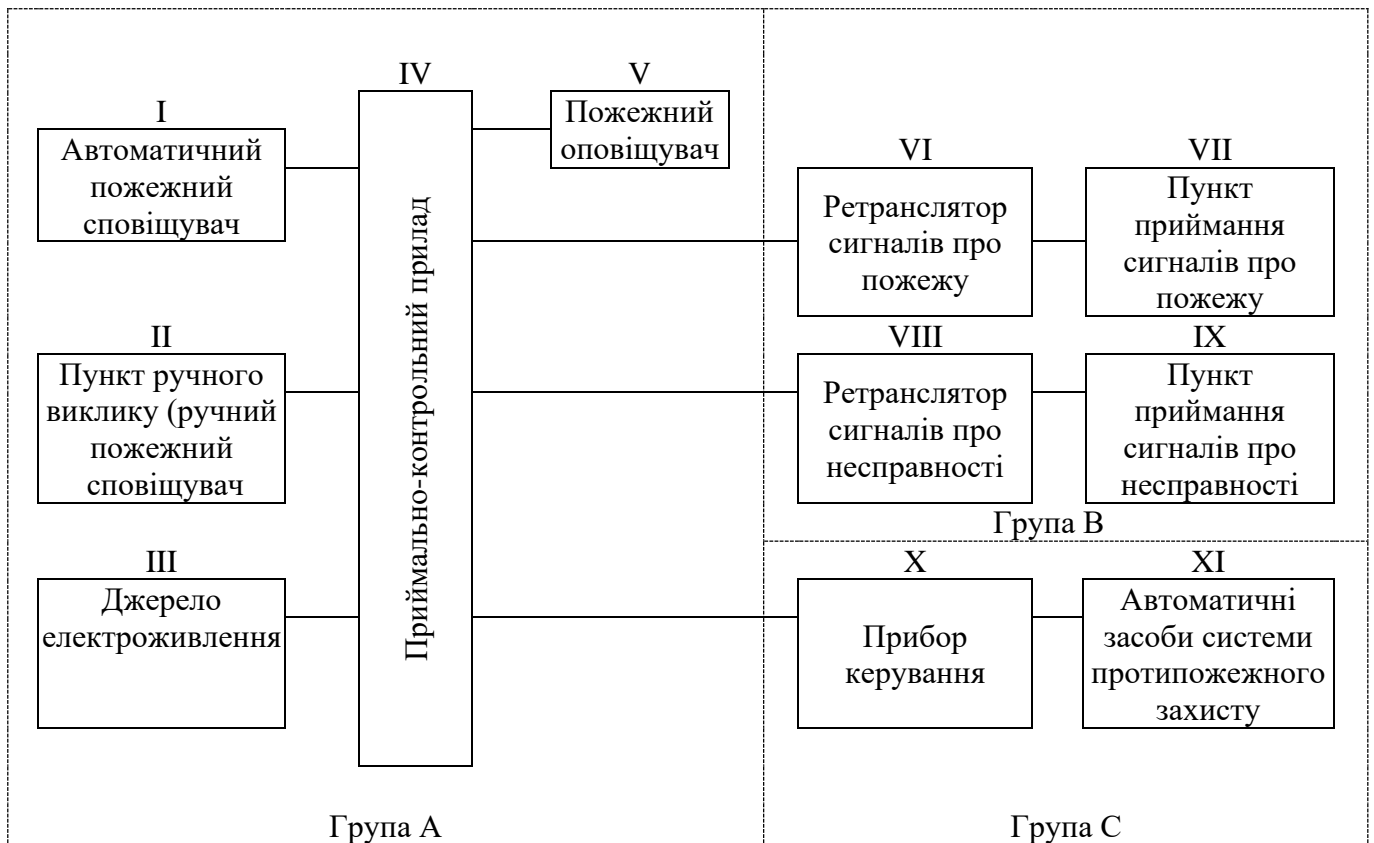 IV
V
I
Пожежний
оповіщувач
Автоматичний
пожежний
сповіщувач
VI
VII
Ретранслятор
сигналів про
пожежу
Пункт
приймання
сигналів про
пожежу
Приймально-контрольний прилад
II
Пункт ручного
виклику (ручний
пожежний
сповіщувач
VIII
IX
Ретранслятор
сигналів про
несправності
Пункт
приймання
сигналів про
несправності
Група В
III
Джерело
електроживлення
X
XI
Прибор
керування
Автоматичні
засоби системи
протипожежного
захисту
Група А
Група С